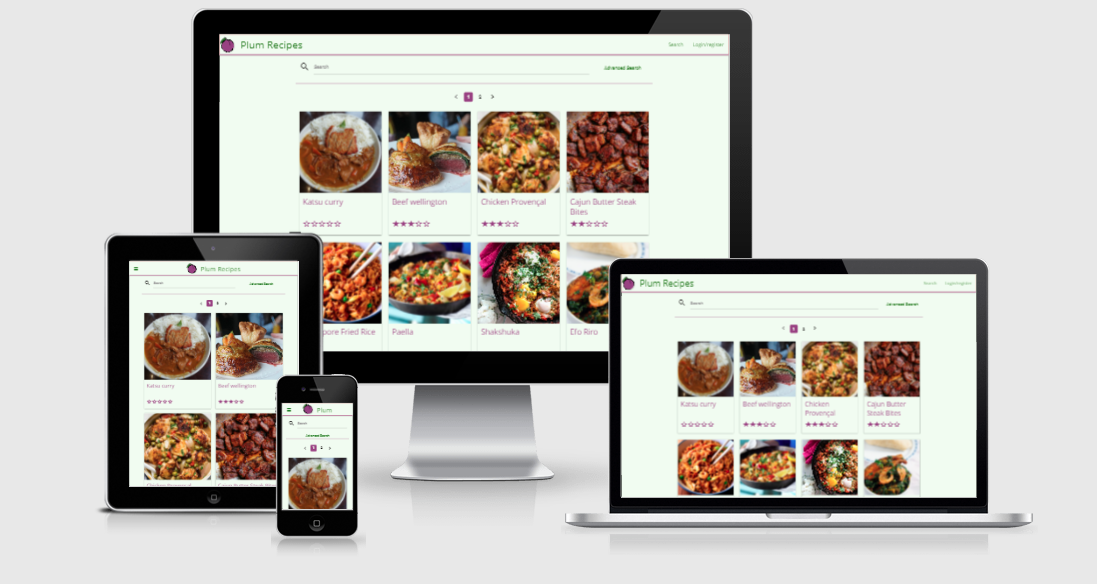 Plum Recipes
Search Login/register
Search
Advanced Search
< 1 2 >
Katsu curry
Beef wellington
Chicken Provençal
Cajun Butter Steak
Bites
pore Fried Rice
Paella
Shakshuka
Efo Riro
Plum Recipes
Search
Advanced Search
< 1 2 >
Katsu curry
Beef wellington
Plum
Search
Advanced Search
< 1 2 >
Plum Recipes
Search Login/register
Search
Advanced Search
< 1 2 >
Katsu curry
Beef wellington
Chicken
Provençal
Cajun Butter
Steak Bites